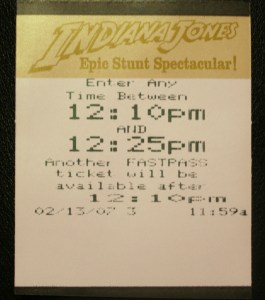 INDIANA JONES
Epic Stunt Spectacular!
Enter Any
Time Between
12:10pm
AND
12:25pm
Another FASTPASS
ticket will be
available after
12:10pm
02/13/07 3 11:59a